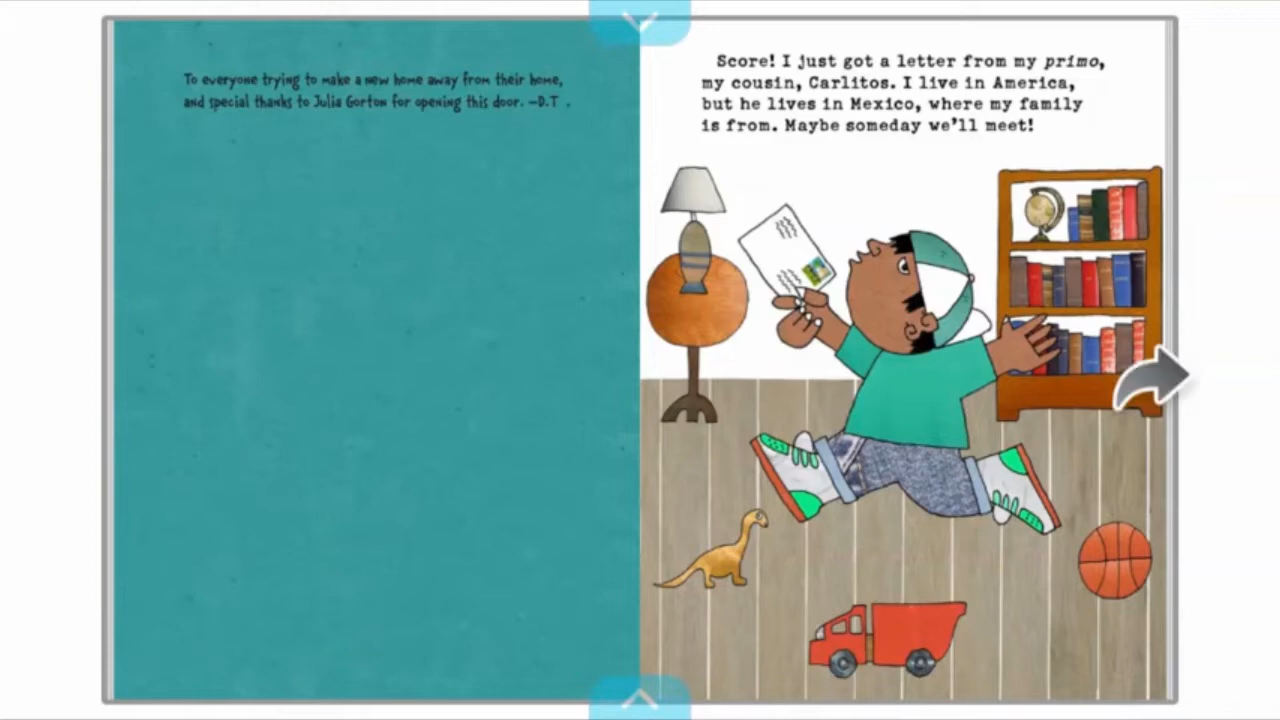 To everyone trying to make a new home away from their home,
and special thanks to Julia Gorton for opening this door. —D.T .
Score! I just got a letter from my primo,
my cousin, Carlitos. I live in America,
but he lives in Mexico, where my family
is from. Maybe someday we'll meet!